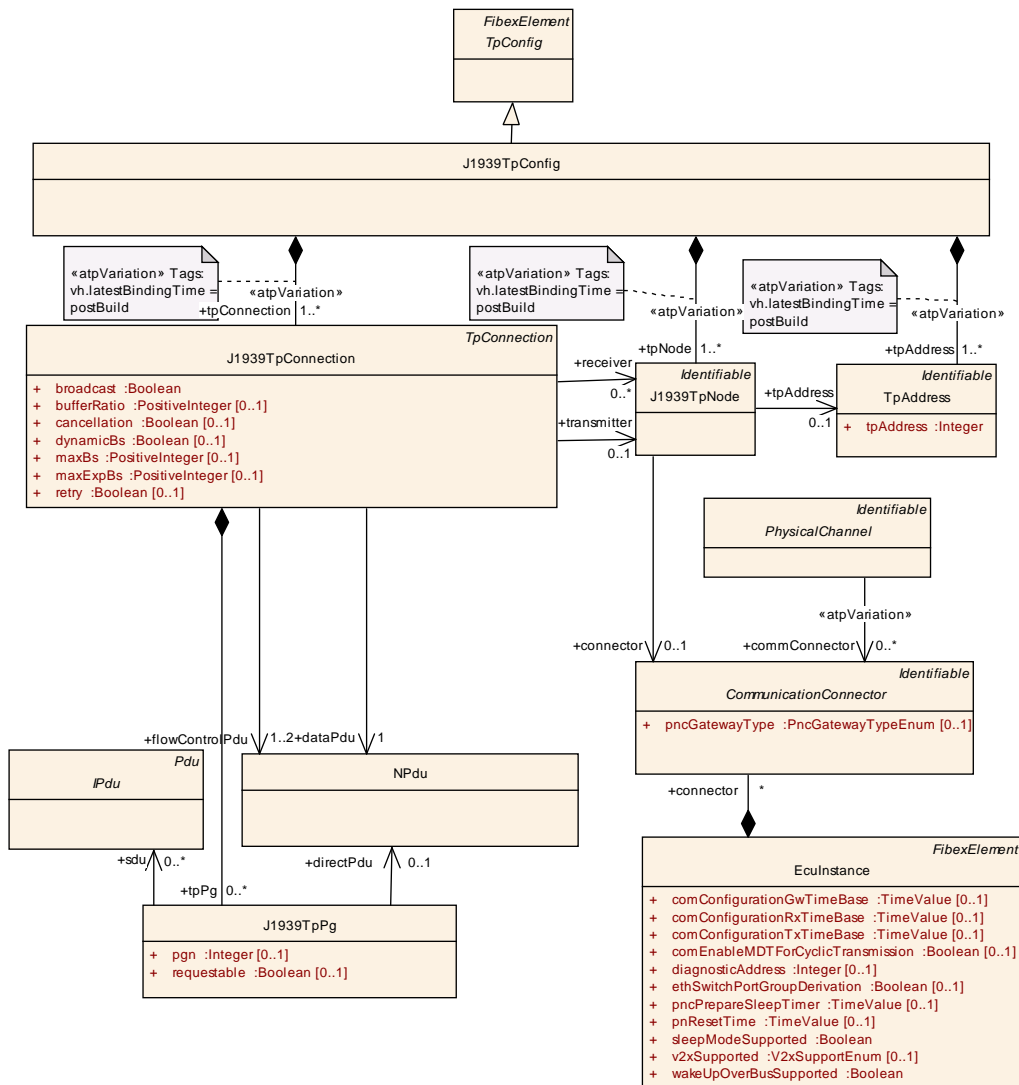 FibexElement
TpConfig
J1939TpConfig
«atpVariation» Tags:
vh.latestBindingTime =
postBuild
«atpVariation»
+tpConnection 1..*
«atpVariation» Tags:
vh.latestBindingTime =
postBuild
«atpVariation»
+tpNode 1..*
«atpVariation» Tags:
vh.latestBindingTime =
postBuild
«atpVariation»
+tpAddress 1..*
TpConnection
J1939TpConnection
+ broadcast :Boolean
+ bufferRatio :PositiveInteger [0..1]
+ cancellation :Boolean [0..1]
+ dynamicBs :Boolean [0..1]
+ maxBs :PositiveInteger [0..1]
+ maxExpBs :PositiveInteger [0..1]
+ retry :Boolean [0..1]
+receiver
0..*
+transmitter
0..1
Identifiable
J1939TpNode
+tpAddress
0..1
Identifiable
TpAddress
+ tpAddress :Integer
Identifiable
PhysicalChannel
«atpVariation»
+connector 0..1
+commConnector 0..*
Identifiable
CommunicationConnector
+ pncGatewayType :PncGatewayTypeEnum [0..1]
+connector *
+flowControlPdu 1..2
+dataPdu 1
Pdu
IPdu
NPdu
+sdu 0..*
+tpPg 0..*
+directPdu 0..1
J1939TpPg
+ pgn :Integer [0..1]
+ requestable :Boolean [0..1]
FibexElement
EcuInstance
+ comConfigurationGwTimeBase :TimeValue [0..1]
+ comConfigurationRxTimeBase :TimeValue [0..1]
+ comConfigurationTxTimeBase :TimeValue [0..1]
+ comEnableMDTForCyclicTransmission :Boolean [0..1]
+ diagnosticAddress :Integer [0..1]
+ ethSwitchPortGroupDerivation :Boolean [0..1]
+ pncPrepareSleepTimer :TimeValue [0..1]
+ pnResetTime :TimeValue [0..1]
+ sleepModeSupported :Boolean
+ v2xSupported :V2xSupportEnum [0..1]
+ wakeUpOverBusSupported :Boolean